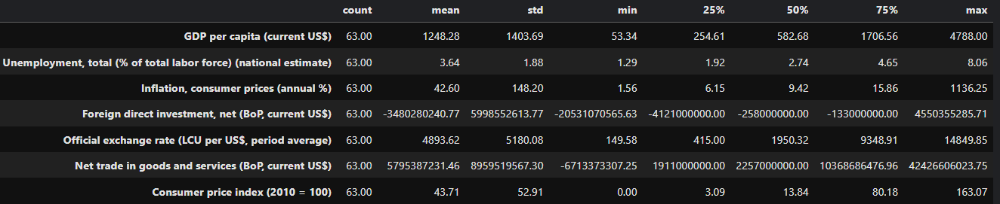 count mean std min 25% 50% 75% max
GDP per capita (current US$) 63.00 1248.28 1403.69 53.34 254.61 582.68 1706.56 4788.00
Unemployment, total (% of total labor force) (national estimate) 63.00 3.64 1.88 1.29 1.92 2.74 4.65 8.06
Inflation, consumer prices (annual %) 63.00 42.60 148.20 1.56 6.15 9.42 15.86 1136.25
Foreign direct investment, net (BoP, current US$) 63.00 -3480280240.77 5998552613.77 -20531070565.63 -4121000000.00 -258000000.00 -133000000.00 4550355285.71
Official exchange rate (LCU per US$, period average) 63.00 4893.62 5180.08 149.58 415.00 1950.32 9348.91 14849.85
Net trade in goods and services (BoP, current US$) 63.00 5795387231.46 8959519567.30 -6713373307.25 1911000000.00 2257000000.00 10368686476.96 42426606023.75
Consumer price index (2010 = 100) 63.00 43.71 52.91 0.00 3.09 13.84 80.18 163.07